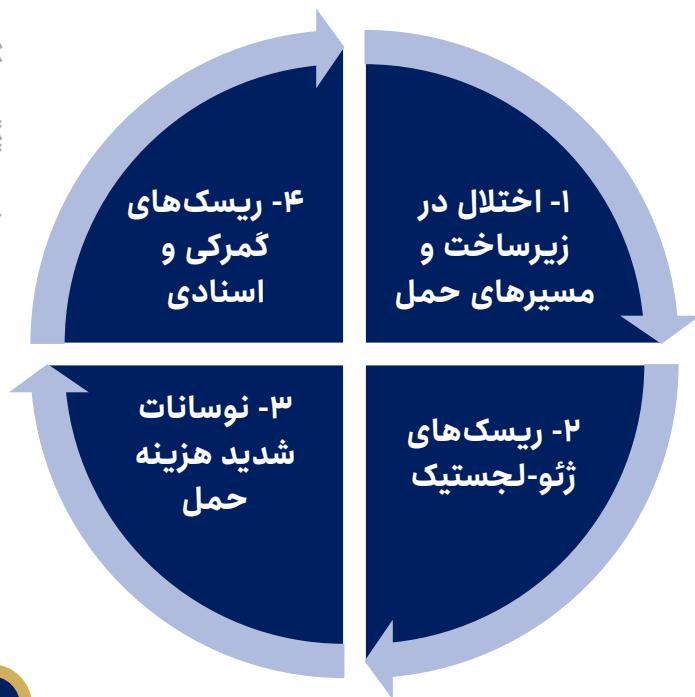 ۱- اختلال در
زیرساخت و
مسیرهای حمل
۲- ریسک‌های
ژئو-لجستیک
۳- نوسانات
شدید هزینه
حمل
۴- ریسک‌های
گمرکی و
اسنادی